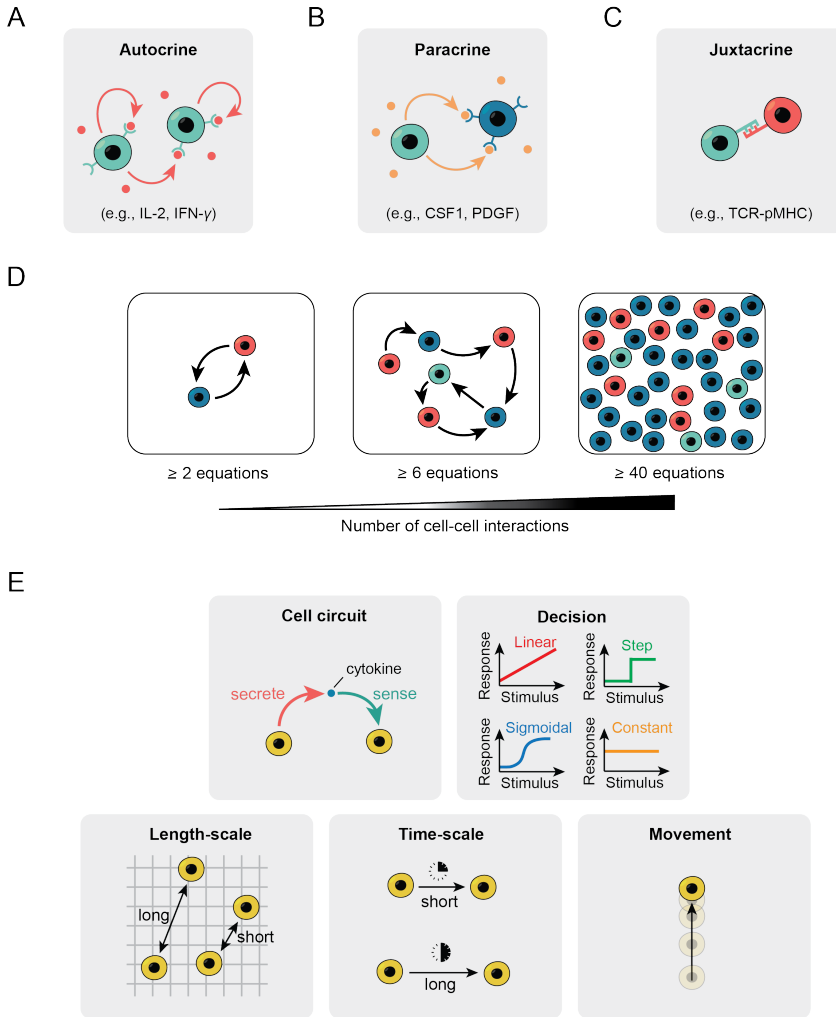 A
B
C
Autocrine
Paracrine
Juxtacrine
(e.g., IL-2, IFN-γ)
(e.g., CSF1, PDGF)
(e.g., TCR-pMHC)
D
≥ 2 equations
≥ 6 equations
≥ 40 equations
Number of cell-cell interactions
E
Cell circuit
cytokine
secrete
sense
Decision
Response
Linear
Stimulus
Response
Step
Stimulus
Response
Sigmoidal
Stimulus
Response
Constant
Stimulus
Length-scale
long
short
Time-scale
short
long
Movement